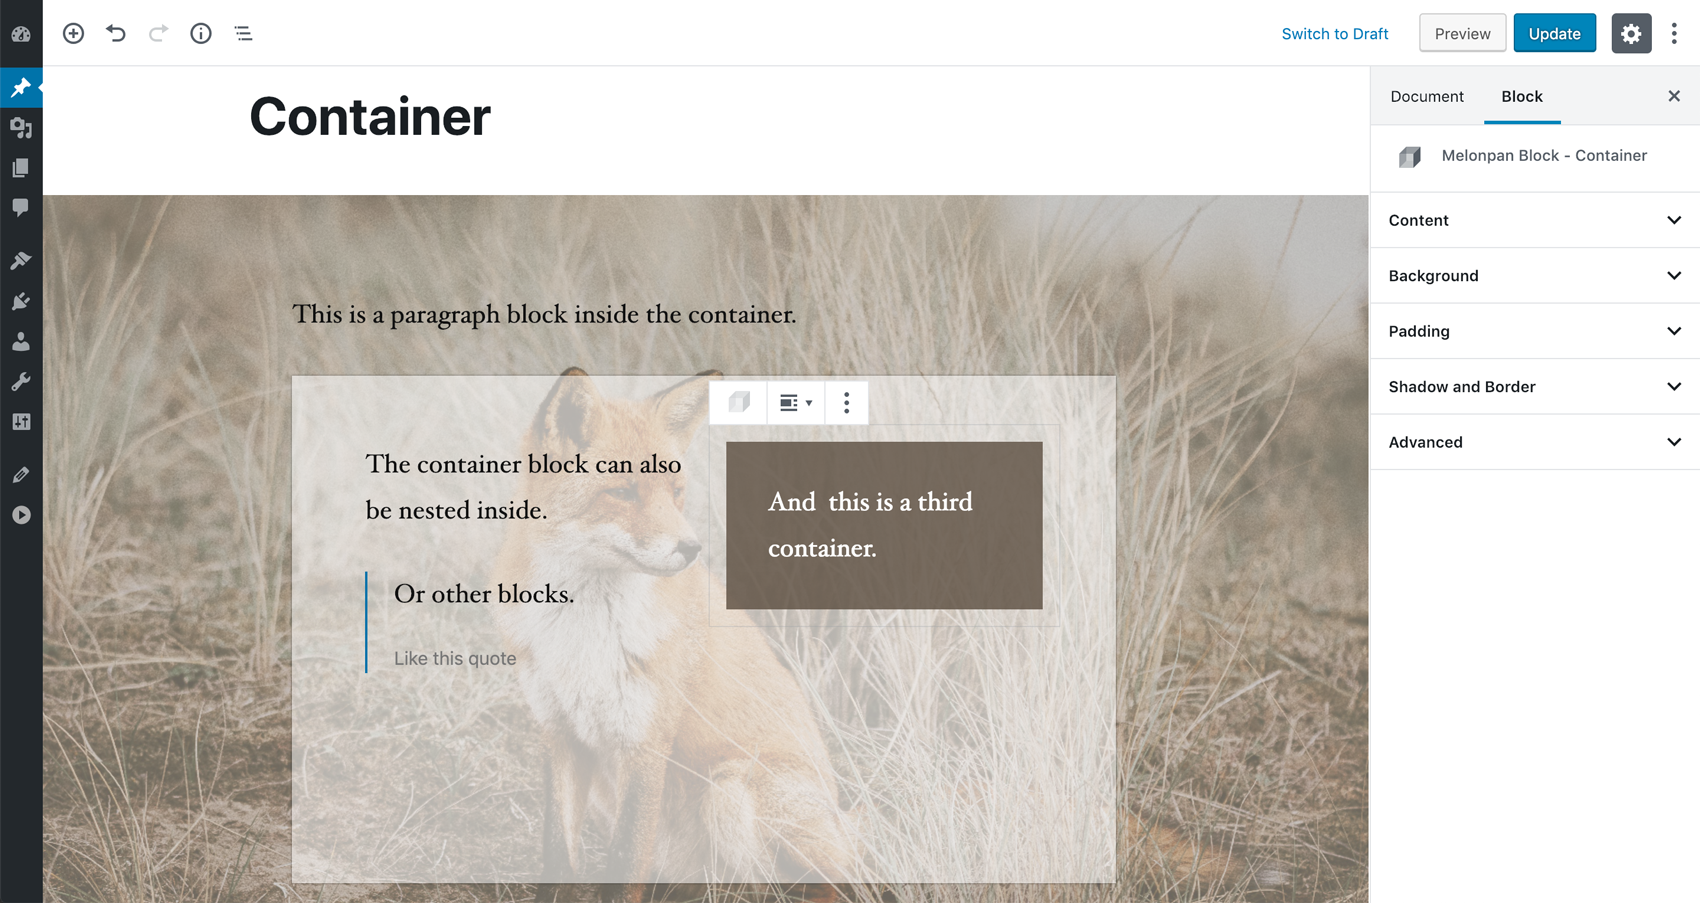 Switch to Draft
Preview
Update
Container
Document
Block
Melonpan Block - Container
Content
Background
Padding
Shadow and Border
Advanced
This is a paragraph block inside the container.
The container block can also
be nested inside.
Or other blocks.
Like this quote
And  this is a third
container.